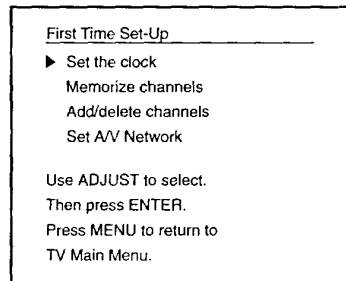 First Time Set-Up
▶ Set the clock
Memorize channels
Add/delete channels
Set A/V Network
Use ADJUST to select.
Then press ENTER.
Press MENU to return to
TV Main Menu.